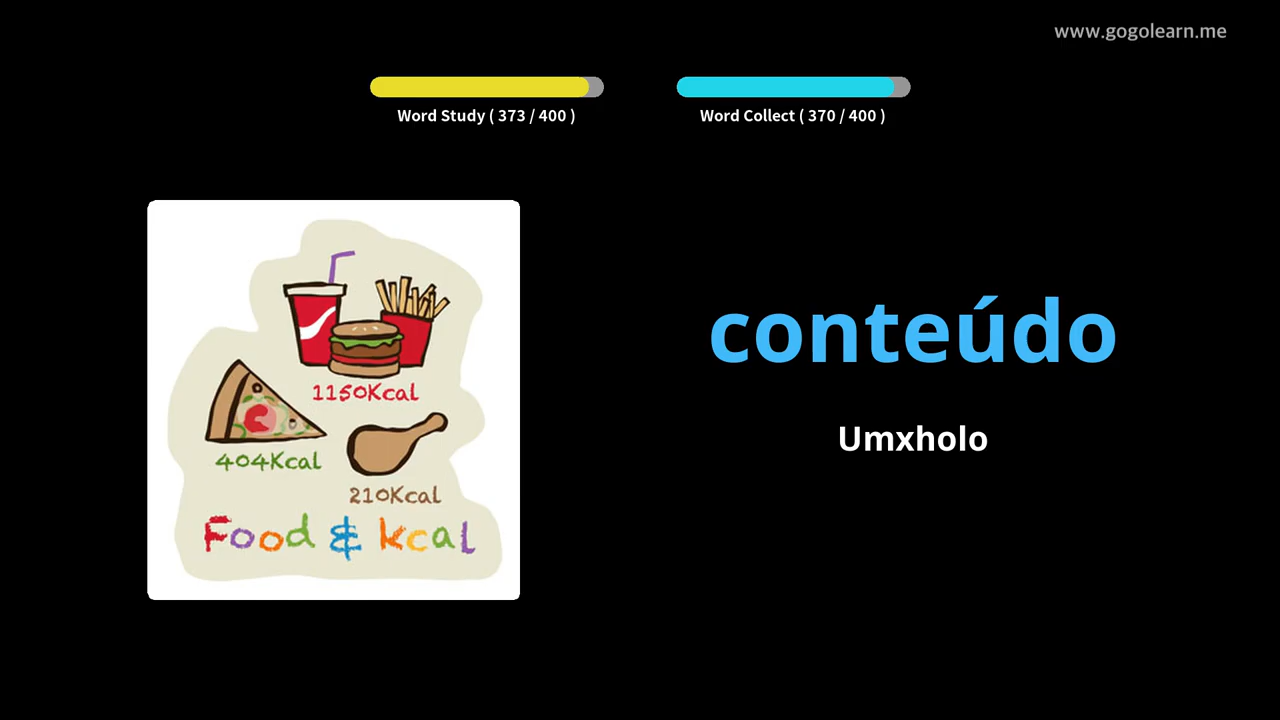 www.gogolearn.me
Word Study ( 373 / 400 )
Word Collect ( 370 / 400 )
1150Kcal
404Kcal
210Kcal
Food & kcal
conteúdo
Umxholo